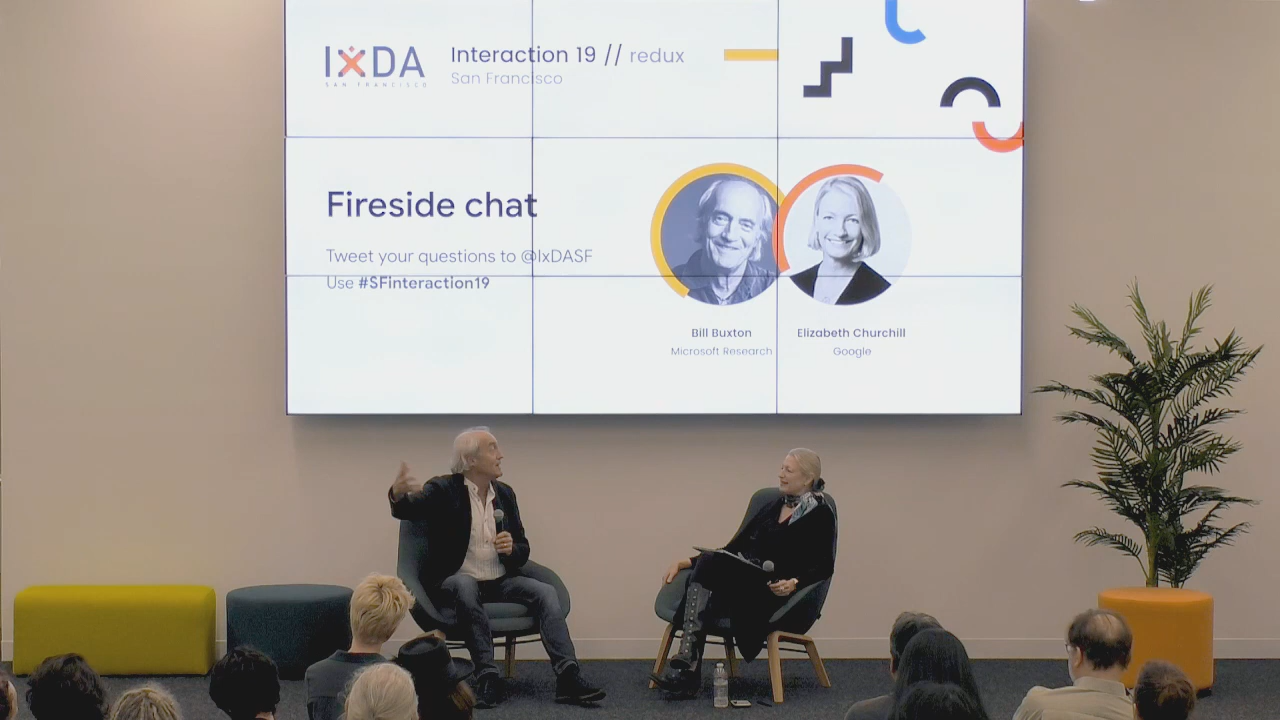 IXDA
SAN FRANCISCO
Interaction 19 // redux
San Francisco
Fireside chat
Tweet your questions to @IxDASF
Use #SFinteraction19
Bill Buxton
Microsoft Research
Elizabeth Churchill
Google